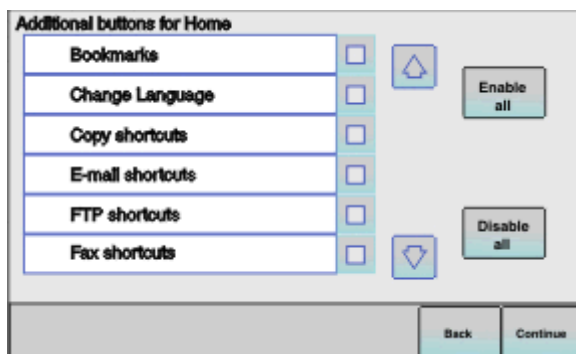 Additional buttons for Home
Bookmarks
Change Language
Copy shortcuts
E-mail shortcuts
FTP shortcuts
Fax shortcuts
Enable
all
Disable
all
Back
Continue